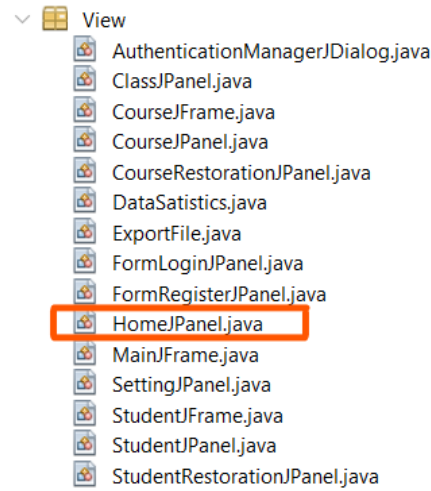 View
AuthenticationManagerJDialog.java
ClassJPanel.java
CourseJFrame.java
CourseJPanel.java
CourseRestorationJPanel.java
DataSatistics.java
ExportFile.java
FormLoginJPanel.java
FormRegisterJPanel.java
HomeJPanel.java
MainJFrame.java
SettingJPanel.java
StudentJFrame.java
StudentJPanel.java
StudentRestorationJPanel.java